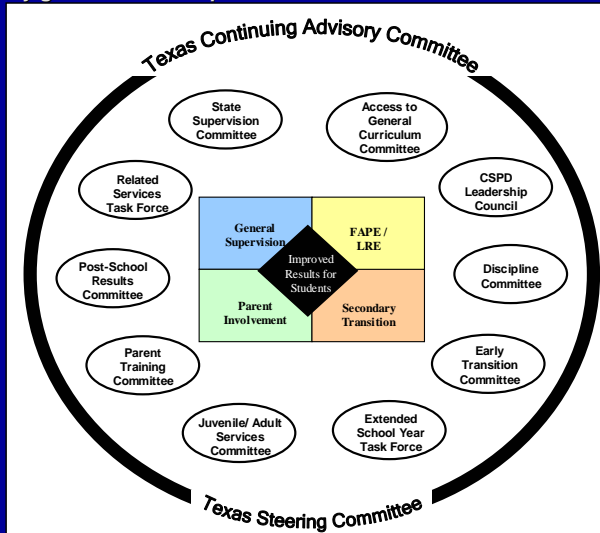 Texas Continuing Advisory Committee
State
Supervision
Committee
Access to
General
Curriculum
Committee
Related
Services
Task Force
CSPD
Leadership
Council
General
Supervision
FAPE /
LRE
Improved
Results for
Students
Post-School
Results
Committee
Discipline
Committee
Parent
Involvement
Secondary
Transition
Parent
Training
Committee
Early
Transition
Committee
Juvenile/ Adult
Services
Committee
Extended
School Year
Task Force
Texas Steering Committee